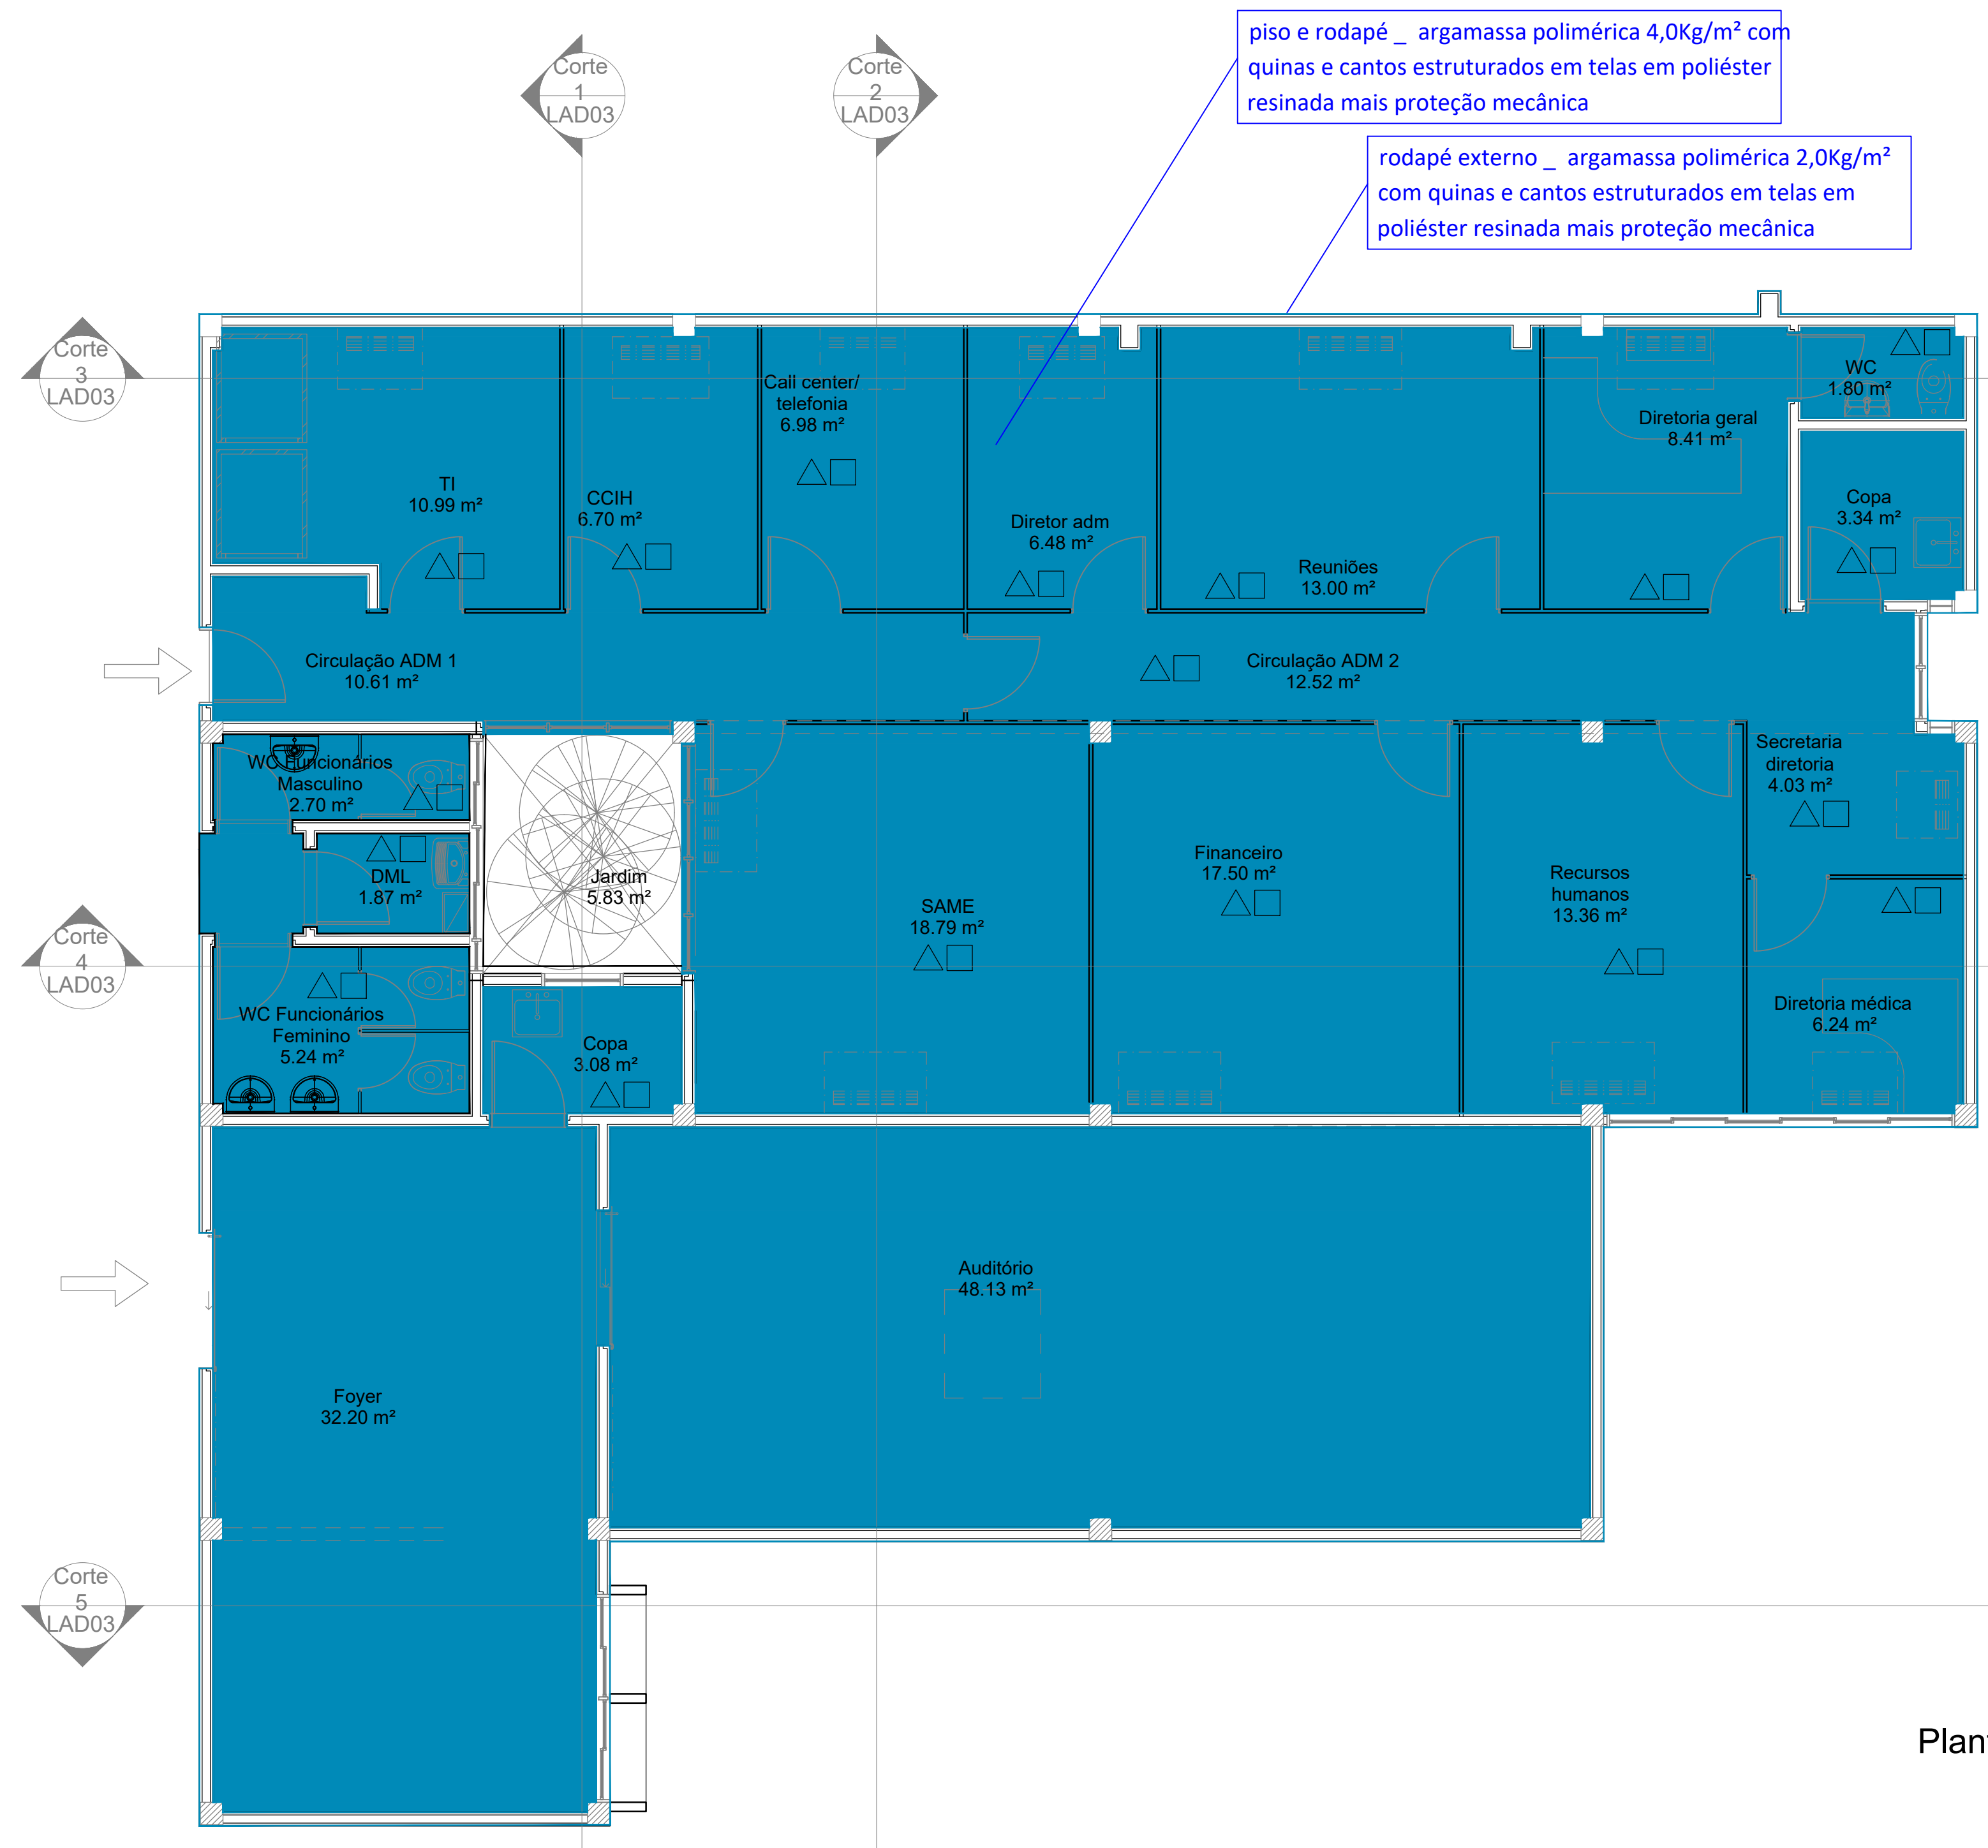 piso e rodapé _ argamassa polimérica 4,0Kg/m² com
quinas e cantos estruturados em telas em poliéster
resinada mais proteção mecânica
Corte
1
LAD03
Corte
2
LAD03
rodapé externo _ argamassa polimérica 2,0Kg/m²
com quinas e cantos estruturados em telas em
poliéster resinada mais proteção mecânica
Corte
3
LAD03
TI
10.99 m²
CCIH
6.70 m²
Call center/
telefonia
6.98 m²
Diretor adm
6.48 m²
Reuniões
13.00 m²
Diretoria geral
8.41 m²
WC
1.80 m²
Copa
3.34 m²
Circulação ADM 1
10.61 m²
Circulação ADM 2
12.52 m²
WC Funcionários
Masculino
2.70 m²
DML
1.87 m²
Jardim
5.83 m²
SAME
18.79 m²
Financeiro
17.50 m²
Recursos
humanos
13.36 m²
Secretaria
diretoria
4.03 m²
Corte
4
LAD03
WC Funcionários
Feminino
5.24 m²
Copa
3.08 m²
Diretoria médica
6.24 m²
Auditório
48.13 m²
Foyer
32.20 m²
Corte
5
LAD03